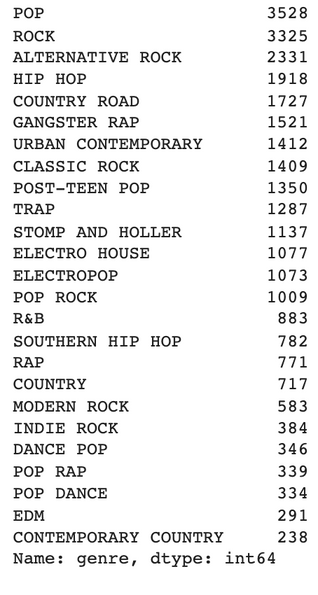 POP 3528
ROCK 3325
ALTERNATIVE ROCK 2331
HIP HOP 1918
COUNTRY ROAD 1727
GANGSTER RAP 1521
URBAN CONTEMPORARY 1412
CLASSIC ROCK 1409
POST-TEEN POP 1350
TRAP 1287
STOMP AND HOLLER 1137
ELECTRO HOUSE 1077
ELECTROPOP 1073
POP ROCK 1009
R&B 883
SOUTHERN HIP HOP 782
RAP 771
COUNTRY 717
MODERN ROCK 583
INDIE ROCK 384
DANCE POP 346
POP RAP 339
POP DANCE 334
EDM 291
CONTEMPORARY COUNTRY 238
Name: genre, dtype: int64